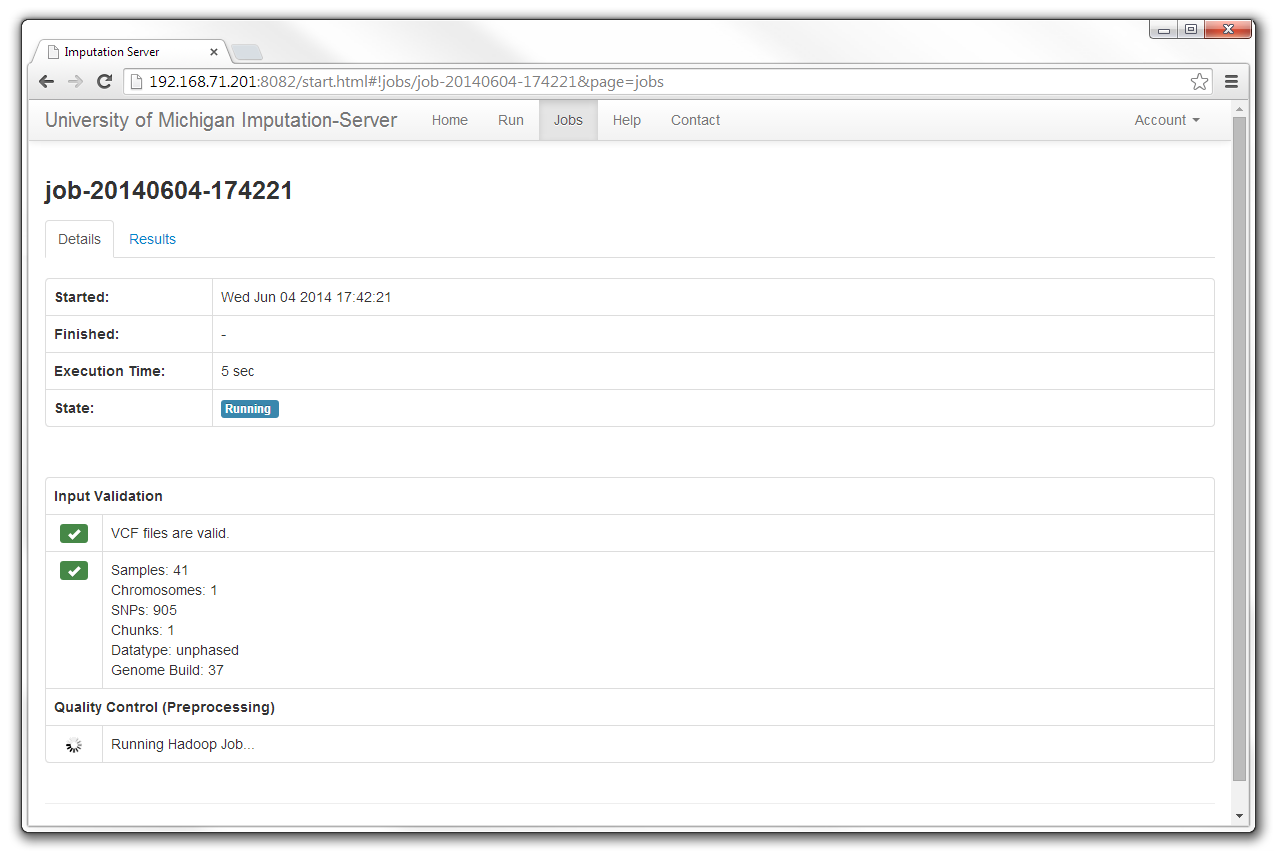 Imputation Server
192.168.71.201:8082/start.html#!jobs/job-20140604-174221&page=jobs
University of Michigan Imputation-Server Home Run Jobs Help Contact Account
job-20140604-174221
Details Results
Started: Wed Jun 04 2014 17:42:21
Finished: -
Execution Time: 5 sec
State: Running
Input Validation
VCF files are valid.
Samples: 41
Chromosomes: 1
SNPs: 905
Chunks: 1
Datatype: unphased
Genome Build: 37
Quality Control (Preprocessing)
Running Hadoop Job...